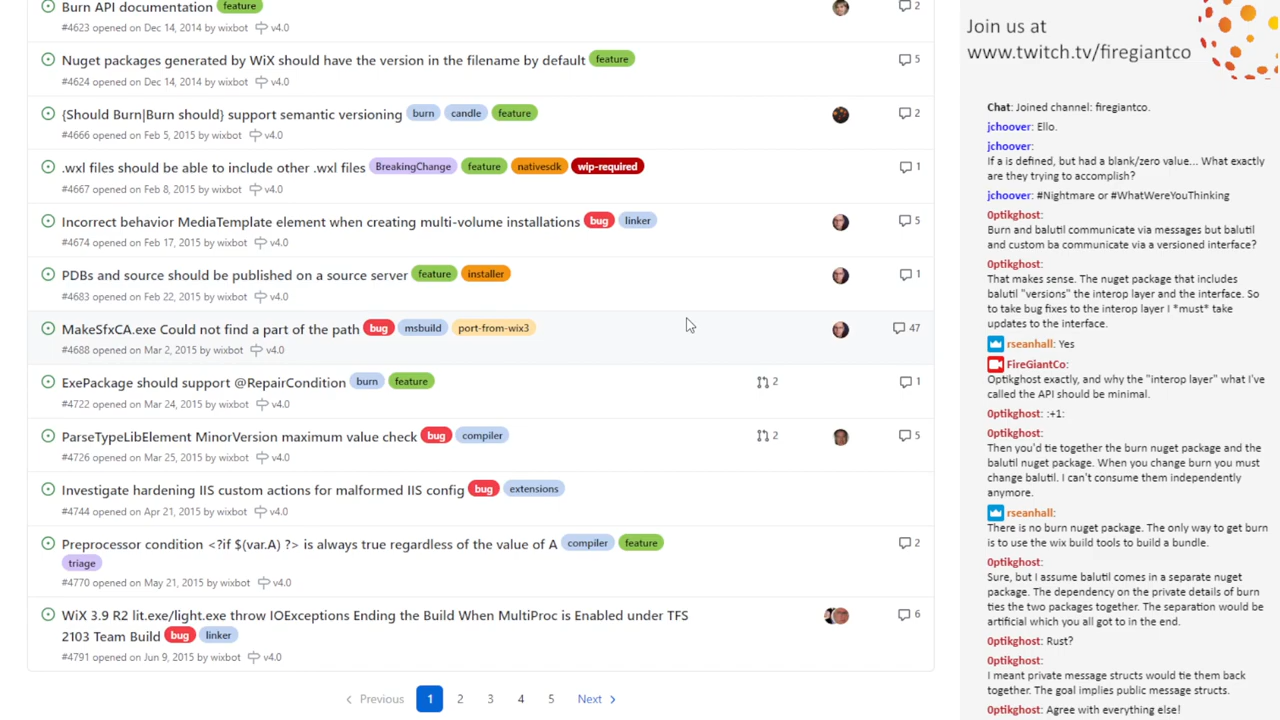 Burn API documentation feature 2
#4623 opened on Dec 14, 2014 by wixbot v4.0
Nuget packages generated by WiX should have the version in the filename by default feature 5
#4624 opened on Dec 14, 2014 by wixbot v4.0
{Should Burn|Burn should} support semantic versioning burn candle feature 2
#4666 opened on Feb 5, 2015 by wixbot v4.0
.wxl files should be able to include other .wxl files BreakingChange feature nativesdk wip-required 1
#4667 opened on Feb 8, 2015 by wixbot v4.0
Incorrect behavior MediaTemplate element when creating multi-volume installations bug linker 5
#4674 opened on Feb 17, 2015 by wixbot v4.0
PDBs and source should be published on a source server feature installer 1
#4683 opened on Feb 22, 2015 by wixbot v4.0
MakeSfxCA.exe Could not find a part of the path bug msbuild port-from-wix3 47
#4688 opened on Mar 2, 2015 by wixbot v4.0
ExePackage should support @RepairCondition burn feature 2 1
#4722 opened on Mar 24, 2015 by wixbot v4.0
ParseTypeLibElement MinorVersion maximum value check bug compiler 2 5
#4726 opened on Mar 25, 2015 by wixbot v4.0
Investigate hardening IIS custom actions for malformed IIS config bug extensions
#4744 opened on Apr 21, 2015 by wixbot v4.0
Preprocessor condition <?if $(var.A) ?> is always true regardless of the value of A compiler feature 2
triage
#4770 opened on May 21, 2015 by wixbot v4.0
WiX 3.9 R2 lit.exe/light.exe throw IOExceptions Ending the Build When MultiProc is Enabled under TFS 6
2103 Team Build bug linker
#4791 opened on Jun 9, 2015 by wixbot v4.0
Previous 1 2 3 4 5 Next
Join us at
www.twitch.tv/firegiantco
Chat: Joined channel: firegiantco.
jchoover: Ello.
jchoover:
If a is defined, but had a blank/zero value... What exactly
are they trying to accomplish?
jchoover: #Nightmare or #WhatWereYouThinking
0ptikghost:
Burn and balutil communicate via messages but balutil
and custom ba communicate via a versioned interface?
0ptikghost:
That makes sense. The nuget package that includes
balutil "versions" the interop layer and the interface. So
to take bug fixes to the interop layer I *must* take
updates to the interface.
rseanhall: Yes
FireGiantCo:
0ptikghost exactly, and why the "interop layer" what I've
called the API should be minimal.
0ptikghost: :+1:
0ptikghost:
Then you'd tie together the burn nuget package and the
balutil nuget package. When you change burn you must
change balutil. I can't consume them independently
anymore.
rseanhall:
There is no burn nuget package. The only way to get burn
is to use the wix build tools to build a bundle.
0ptikghost:
Sure, but I assume balutil comes in a separate nuget
package. The dependency on the private details of burn
ties the two packages together. The separation would be
artificial which you all got to in the end.
0ptikghost: Rust?
0ptikghost:
I meant private message structs would tie them back
together. The goal implies public message structs.
0ptikghost: Agree with everything else!